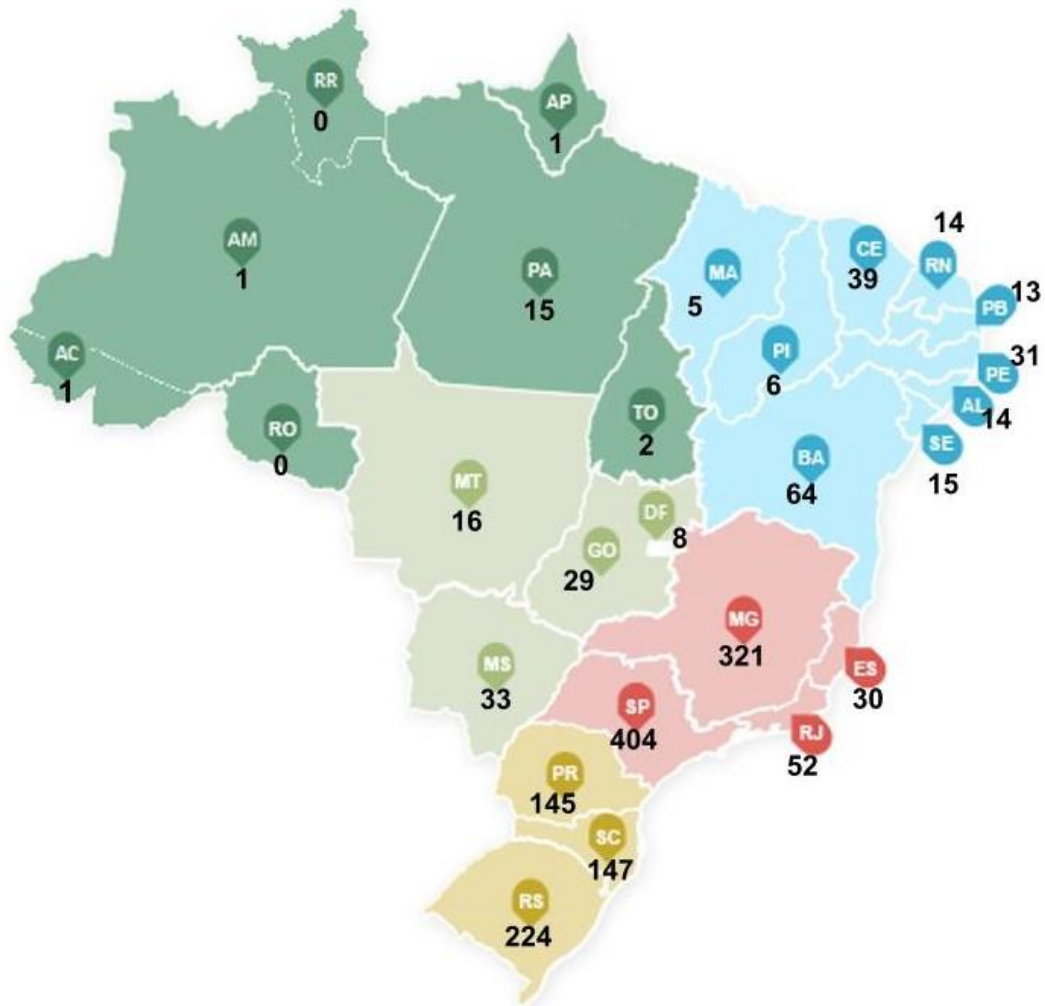 RR
0
AP
1
AM
1
PA
15
AC
1
RO
0
TO
2
MA
5
PI
6
CE
39
14
RN
13
PB
31
PE
AL
14
SE
15
BA
64
MT
16
DF
8
GO
29
MS
33
MG
321
ES
30
SP
404
RJ
52
PR
145
SC
147
RS
224